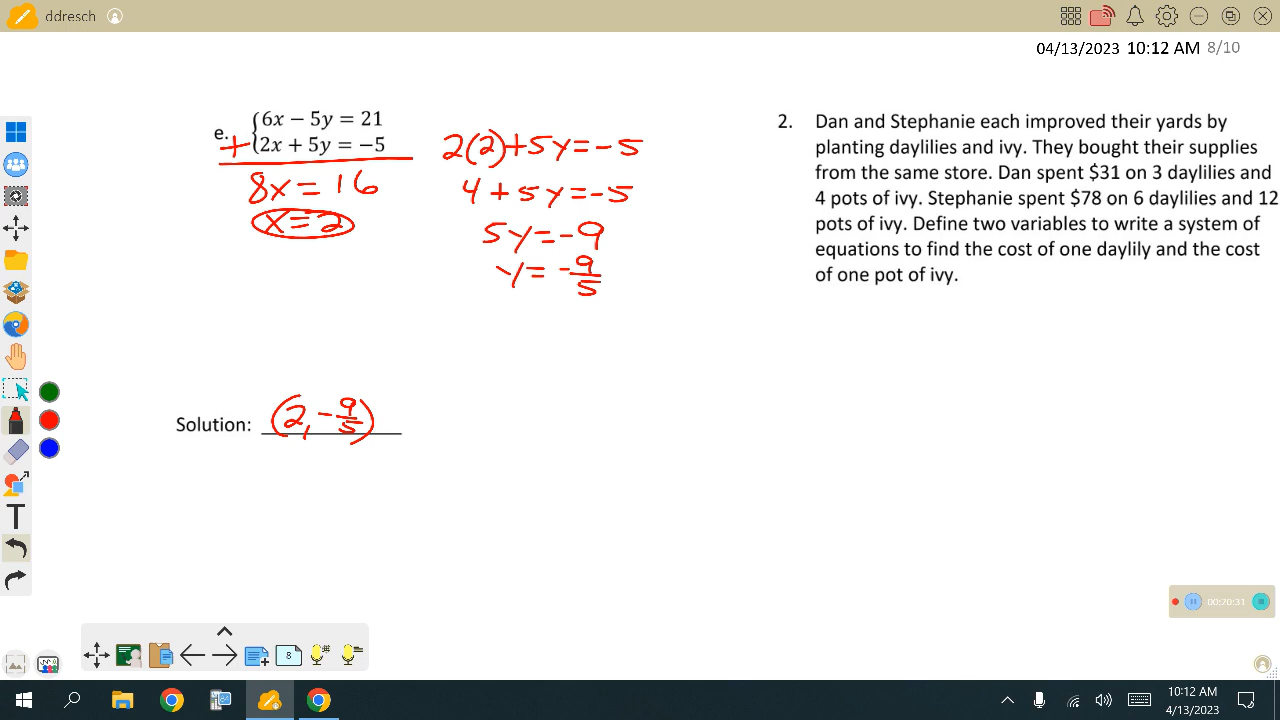 ddresch
04/13/2023 10:12 AM 8/10
e. {6x − 5y = 21
+ {2x + 5y = −5
8x = 16
x = 2
2(2)+5y=-5
4+5y=-5
5y=-9
y=-9/5
Solution: (2, -9/5)
2. Dan and Stephanie each improved their yards by
planting daylilies and ivy. They bought their supplies
from the same store. Dan spent $31 on 3 daylilies and
4 pots of ivy. Stephanie spent $78 on 6 daylilies and 12
pots of ivy. Define two variables to write a system of
equations to find the cost of one daylily and the cost
of one pot of ivy.
T
00:20:31
8
10:12 AM
4/13/2023